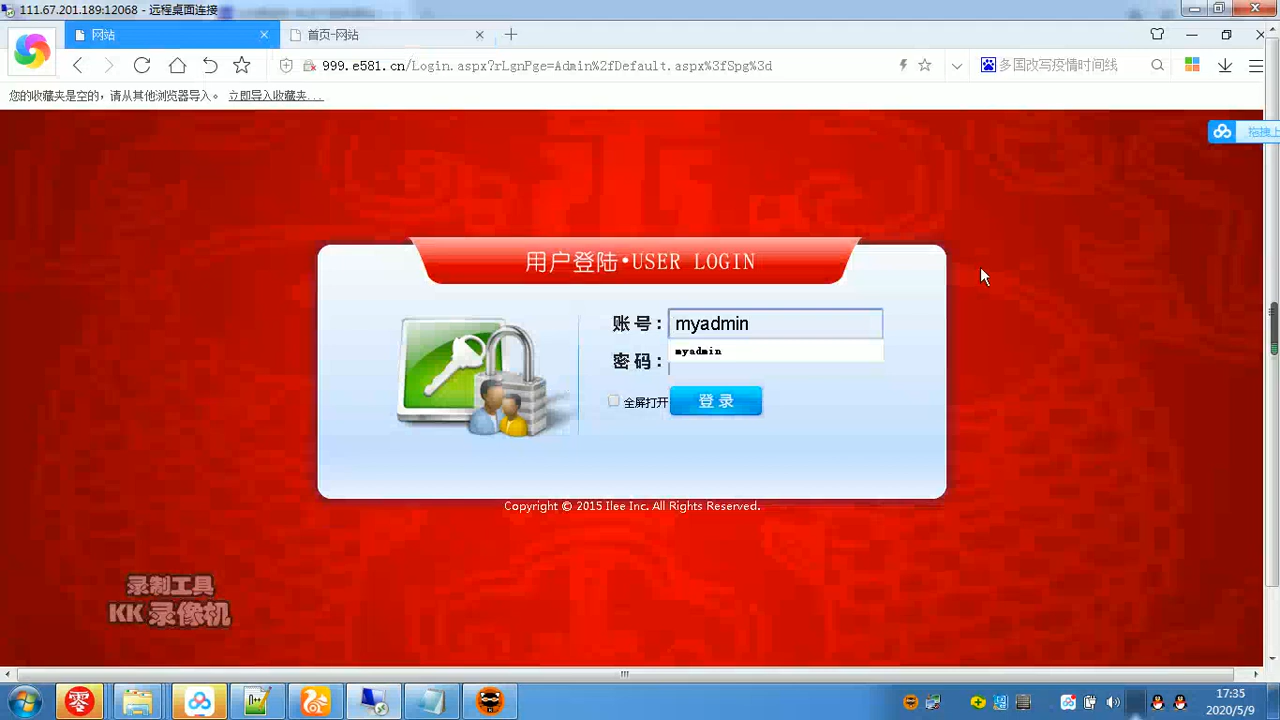 111.67.201.189:12068 - 远程桌面连接
网站
首页-网站
999.e581.cn/Login.aspx?rLgnPge=Admin%2fDefault.aspx%3fSpg%3d
多国改写疫情时间线
您的收藏夹是空的，请从其他浏览器导入。 立即导入收藏夹...
拖拽上
用户登陆•USER LOGIN
账 号： myadmin
myadmin
密 码：
全屏打开 登 录
Copyright © 2015 Ilee Inc. All Rights Reserved.
录制工具
KK 录像机
零
17:35
2020/5/9